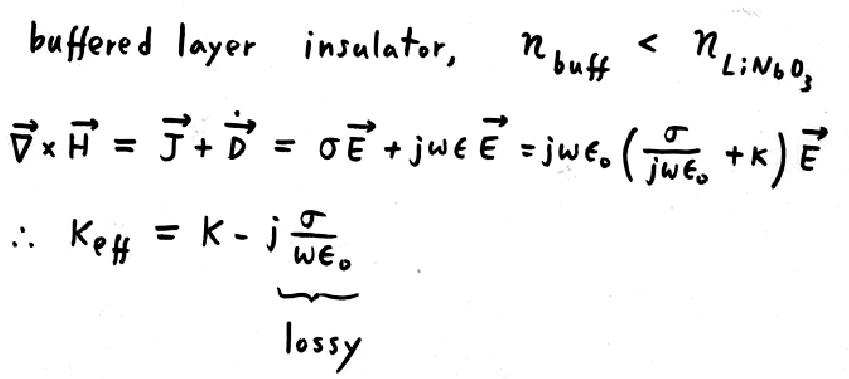 buffered layer insulator, n_buff < n_LiNbO₃
∇⃗ × H⃗ = J⃗ + Ḋ⃗ = σE⃗ + jωϵE⃗ = jωϵ₀(σ/jωϵ₀ + K)E⃗
∴ K_eff = K - j σ/ωϵ₀
lossy